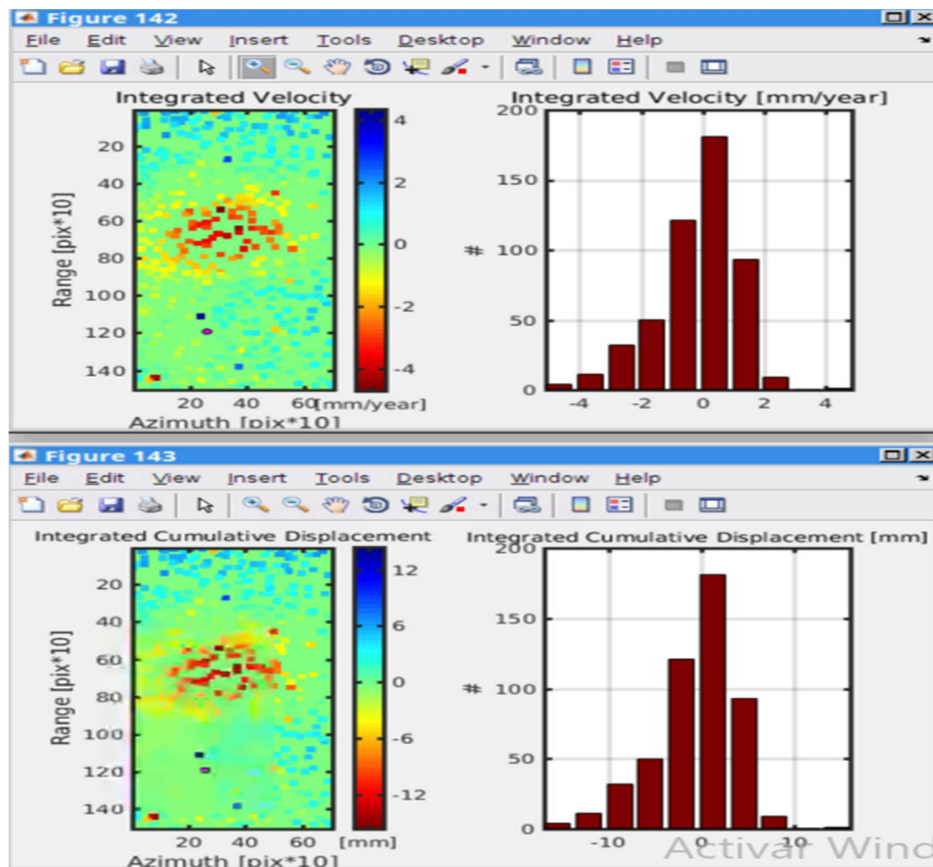 Figure 142
File Edit View Insert Tools Desktop Window Help
Integrated Velocity
Range [pix*10]
20
40
60
80
100
120
140
20 40 60
Azimuth [pix*10]
4
2
0
-2
-4
[mm/year]
Integrated Velocity [mm/year]
#
200
150
100
50
0
-4 -2 0 2 4
Figure 143
File Edit View Insert Tools Desktop Window Help
Integrated Cumulative Displacement
Range [pix*10]
20
40
60
80
100
120
140
20 40 60
Azimuth [pix*10]
12
6
0
-6
-12
[mm]
Integrated Cumulative Displacement [mm]
#
200
150
100
50
0
-10 0 10
Activar Wind